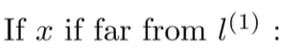 If x if far from l⁽¹⁾ :